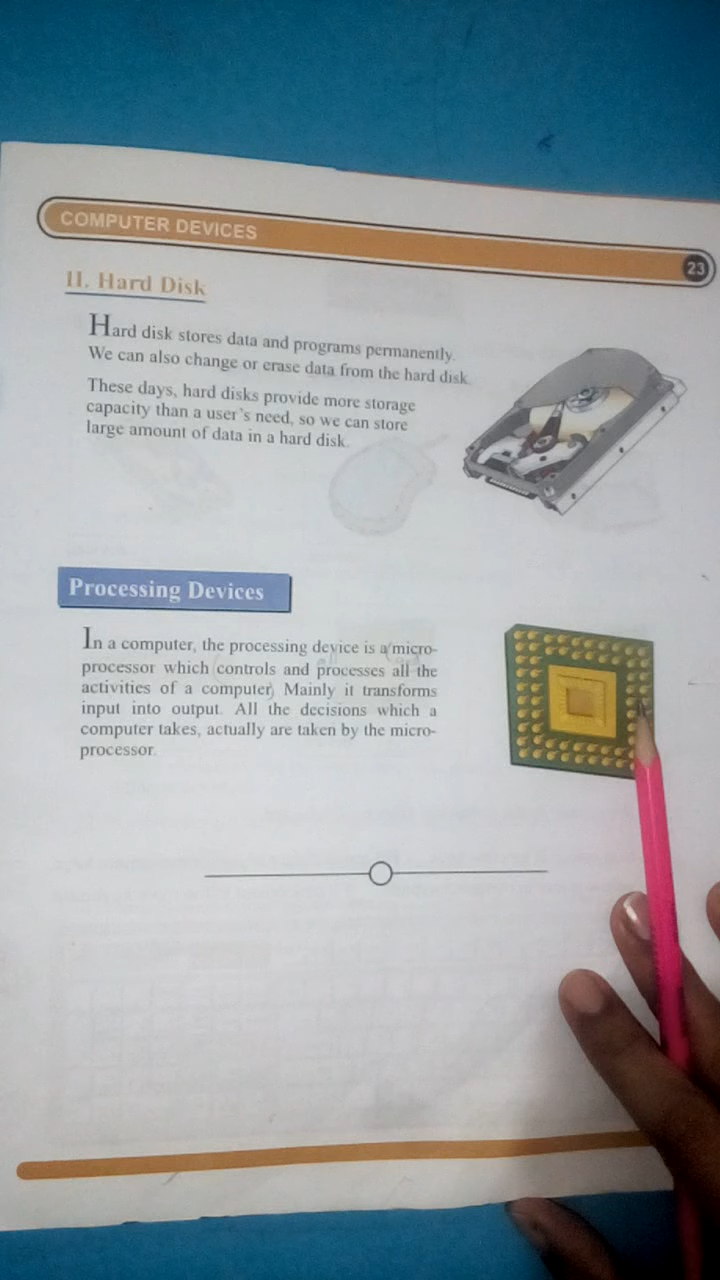 COMPUTER DEVICES
23
II. Hard Disk
Hard disk stores data and programs permanently.
We can also change or erase data from the hard disk.
These days, hard disks provide more storage
capacity than a user's need, so we can store
large amount of data in a hard disk.
Processing Devices
In a computer, the processing device is a micro-
processor which controls and processes all the
activities of a computer. Mainly it transforms
input into output. All the decisions which a
computer takes, actually are taken by the micro-
processor.